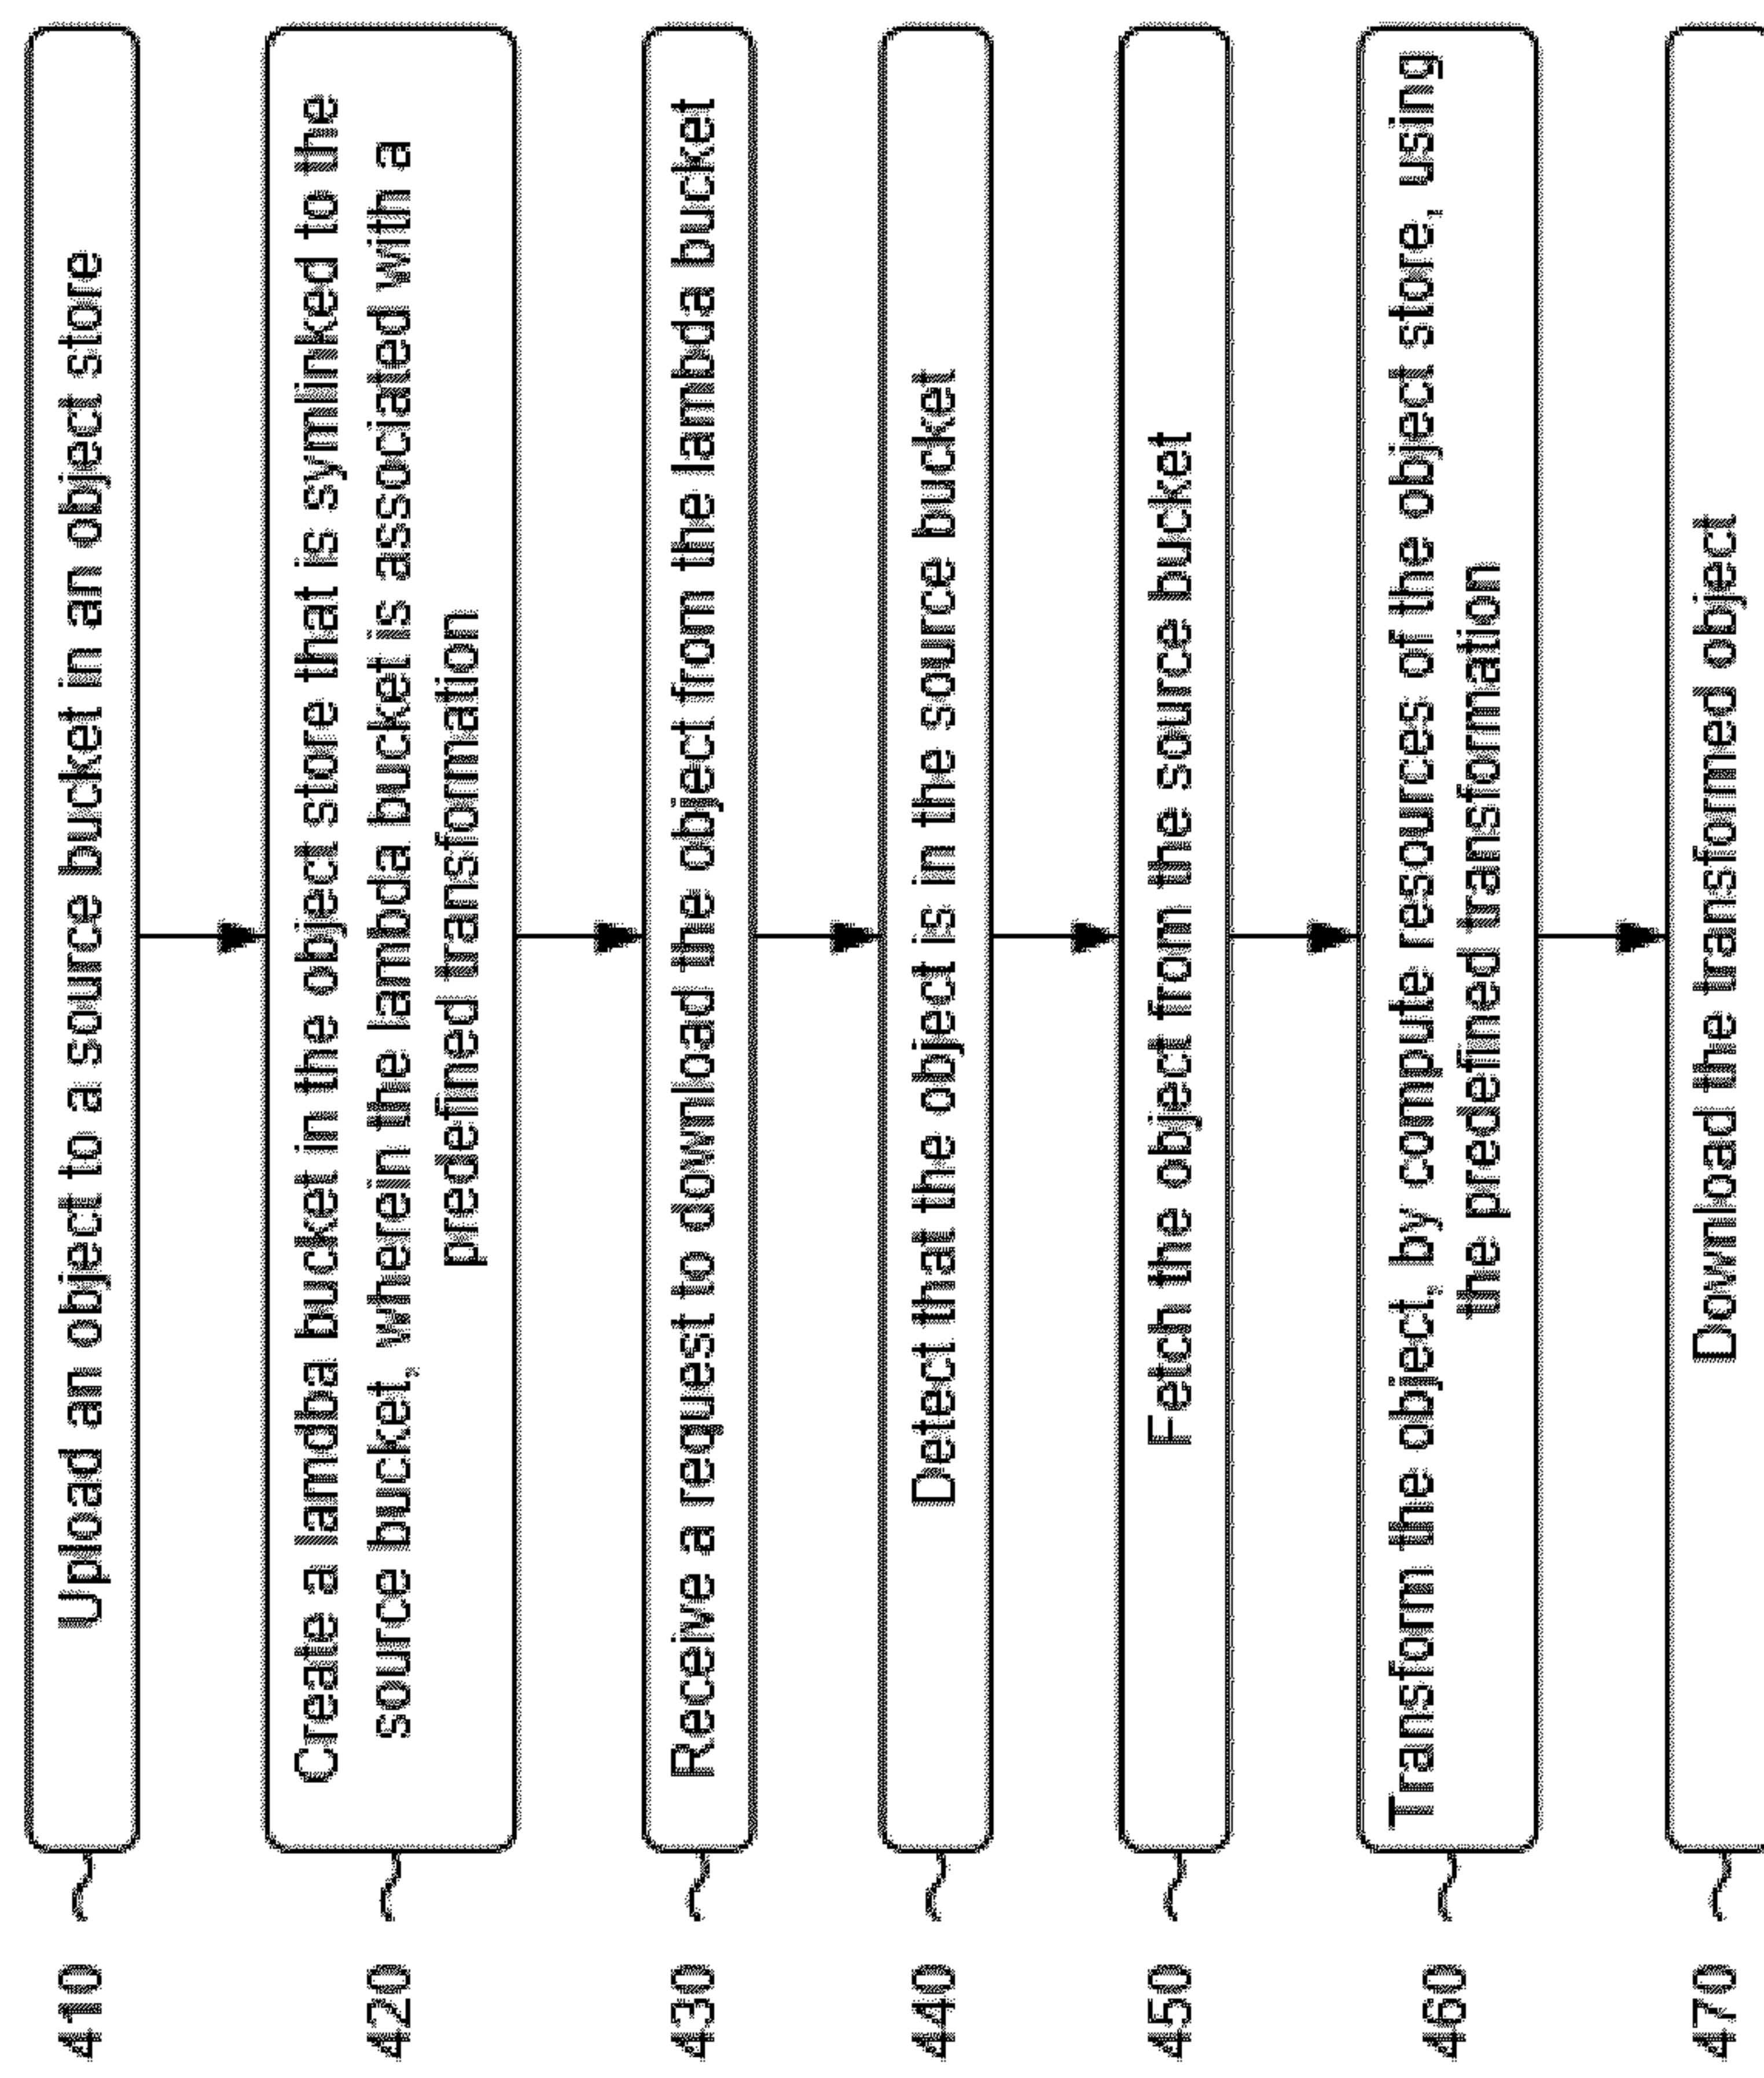 410
Upload an object to a source bucket in an object store
420
Create a lambda bucket in the object store that is symlinked to the
source bucket, wherein the lambda bucket is associated with a
predefined transformation
430
Receive a request to download the object from the lambda bucket
440
Detect that the object is in the source bucket
450
Fetch the object from the source bucket
460
Transform the object, by compute resources of the object store, using
the predefined transformation
470
Download the transformed object